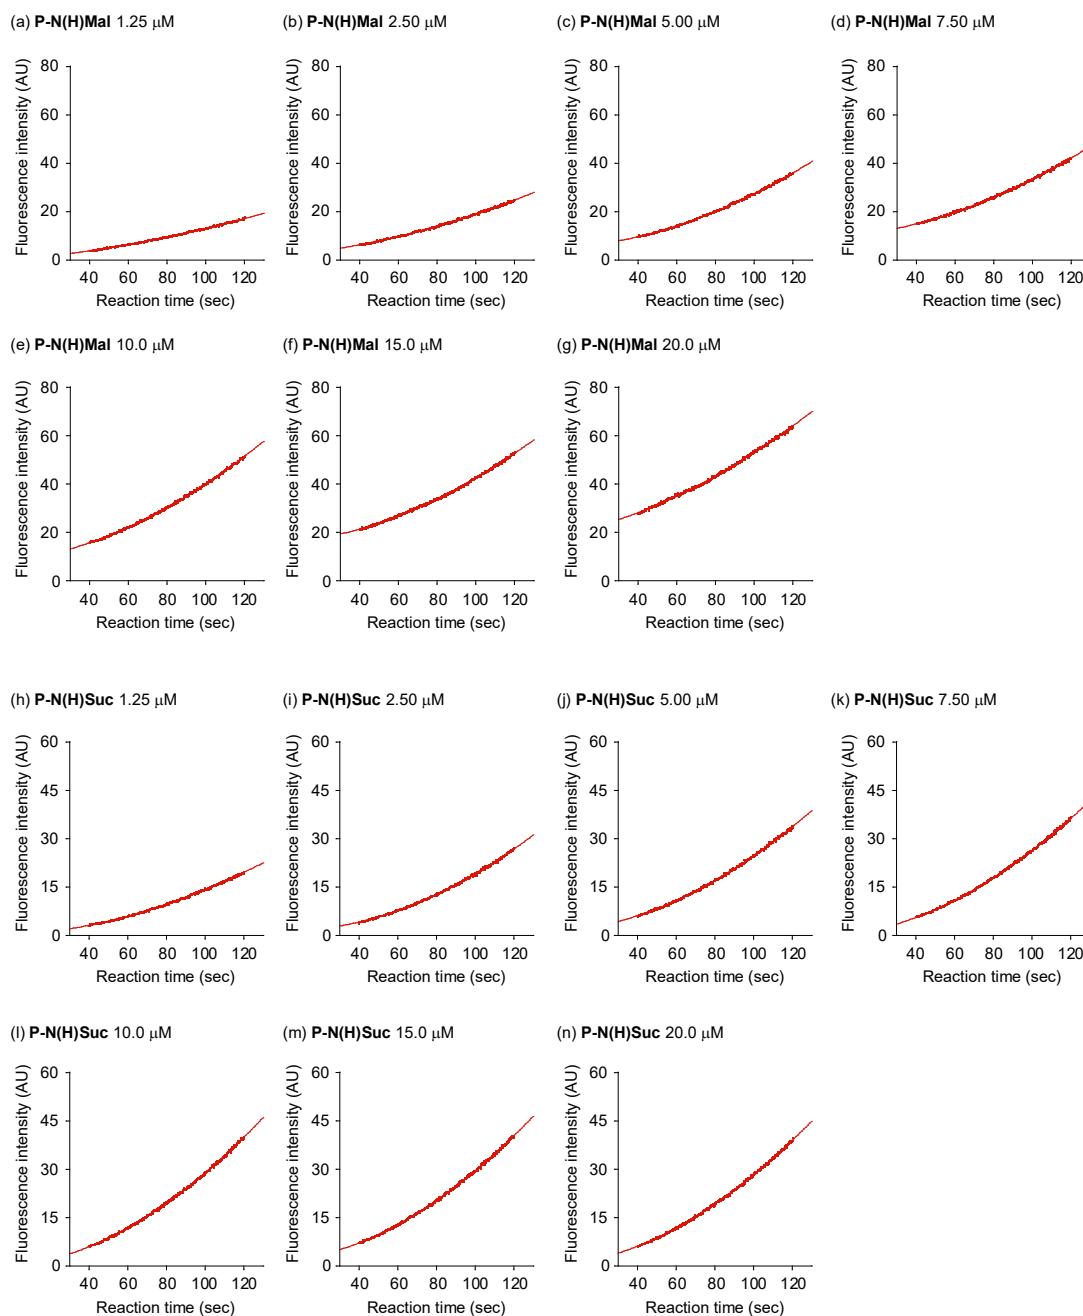 (a) P-N(H)Mal 1.25 μM
Fluorescence intensity (AU)
80
60
40
20
0
40 60 80 100 120
Reaction time (sec)
(b) P-N(H)Mal 2.50 μM
Fluorescence intensity (AU)
80
60
40
20
0
40 60 80 100 120
Reaction time (sec)
(c) P-N(H)Mal 5.00 μM
Fluorescence intensity (AU)
80
60
40
20
0
40 60 80 100 120
Reaction time (sec)
(d) P-N(H)Mal 7.50 μM
Fluorescence intensity (AU)
80
60
40
20
0
40 60 80 100 120
Reaction time (sec)
(e) P-N(H)Mal 10.0 μM
Fluorescence intensity (AU)
80
60
40
20
0
40 60 80 100 120
Reaction time (sec)
(f) P-N(H)Mal 15.0 μM
Fluorescence intensity (AU)
80
60
40
20
0
40 60 80 100 120
Reaction time (sec)
(g) P-N(H)Mal 20.0 μM
Fluorescence intensity (AU)
80
60
40
20
0
40 60 80 100 120
Reaction time (sec)
(h) P-N(H)Suc 1.25 μM
Fluorescence intensity (AU)
60
45
30
15
0
40 60 80 100 120
Reaction time (sec)
(i) P-N(H)Suc 2.50 μM
Fluorescence intensity (AU)
60
45
30
15
0
40 60 80 100 120
Reaction time (sec)
(j) P-N(H)Suc 5.00 μM
Fluorescence intensity (AU)
60
45
30
15
0
40 60 80 100 120
Reaction time (sec)
(k) P-N(H)Suc 7.50 μM
Fluorescence intensity (AU)
60
45
30
15
0
40 60 80 100 120
Reaction time (sec)
(l) P-N(H)Suc 10.0 μM
Fluorescence intensity (AU)
60
45
30
15
0
40 60 80 100 120
Reaction time (sec)
(m) P-N(H)Suc 15.0 μM
Fluorescence intensity (AU)
60
45
30
15
0
40 60 80 100 120
Reaction time (sec)
(n) P-N(H)Suc 20.0 μM
Fluorescence intensity (AU)
60
45
30
15
0
40 60 80 100 120
Reaction time (sec)